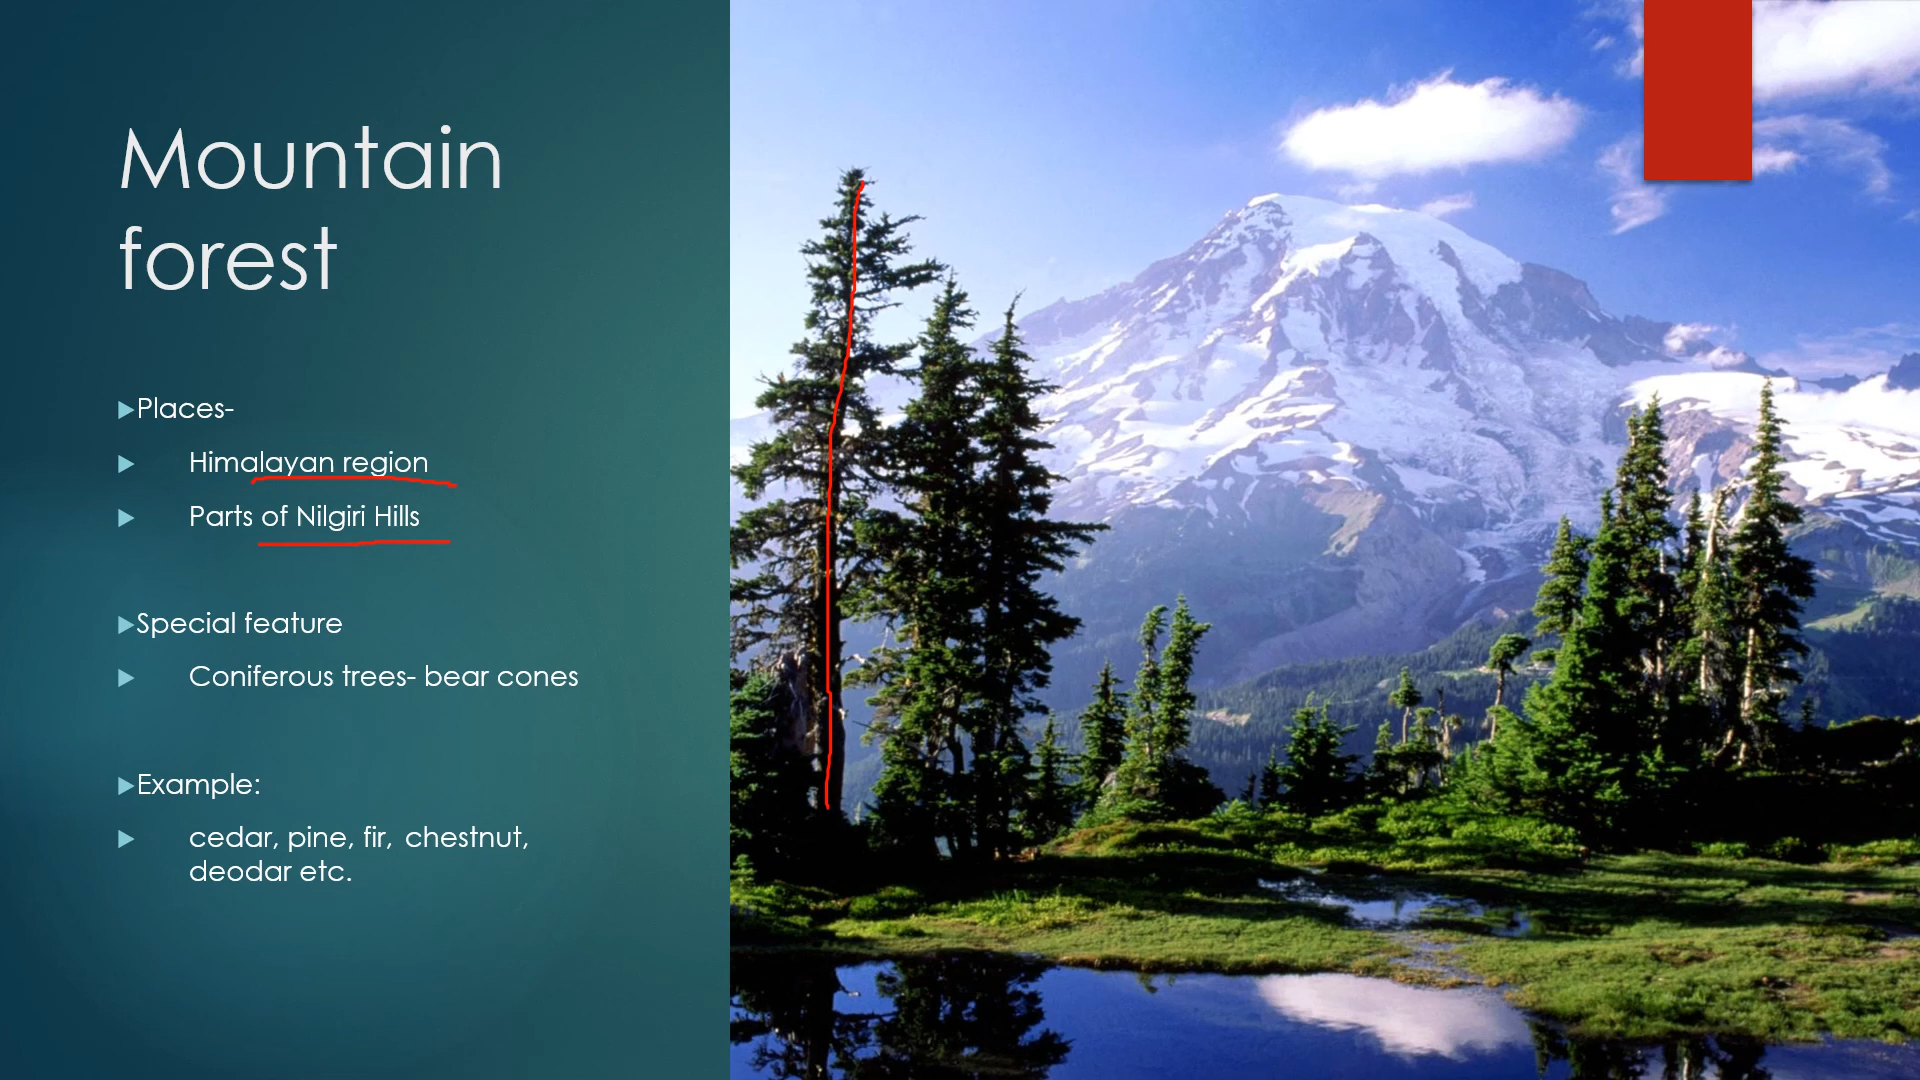 Mountain
forest
Places-
Himalayan region
Parts of Nilgiri Hills
Special feature
Coniferous trees- bear cones
Example:
cedar, pine, fir, chestnut,
deodar etc.